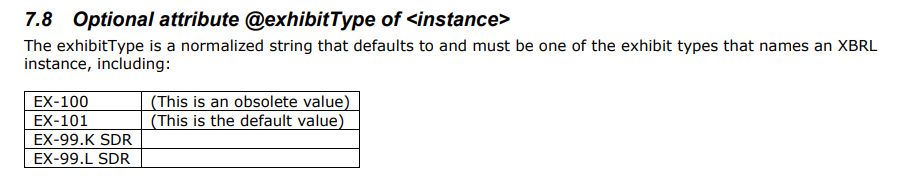 7.8 Optional attribute @exhibitType of <instance>
The exhibitType is a normalized string that defaults to and must be one of the exhibit types that names an XBRL
instance, including:
EX-100 (This is an obsolete value)
EX-101 (This is the default value)
EX-99.K SDR
EX-99.L SDR